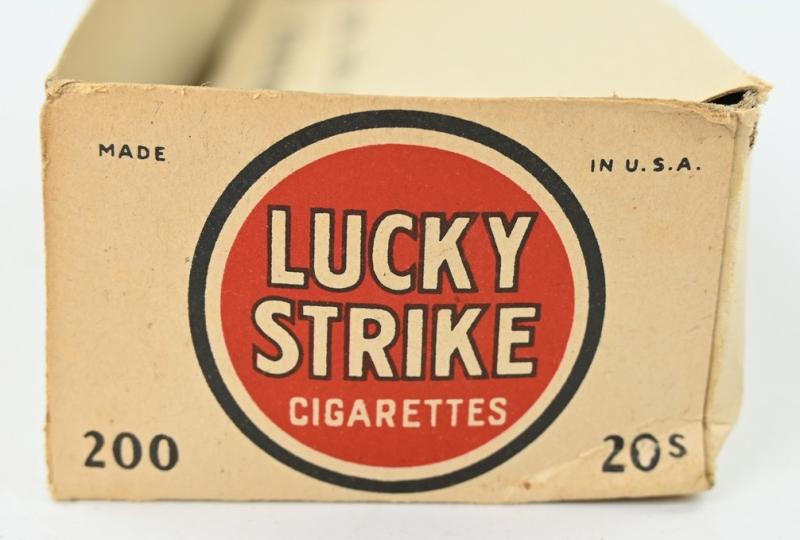 MADE IN U.S.A.
LUCKY
STRIKE
CIGARETTES
200 20s